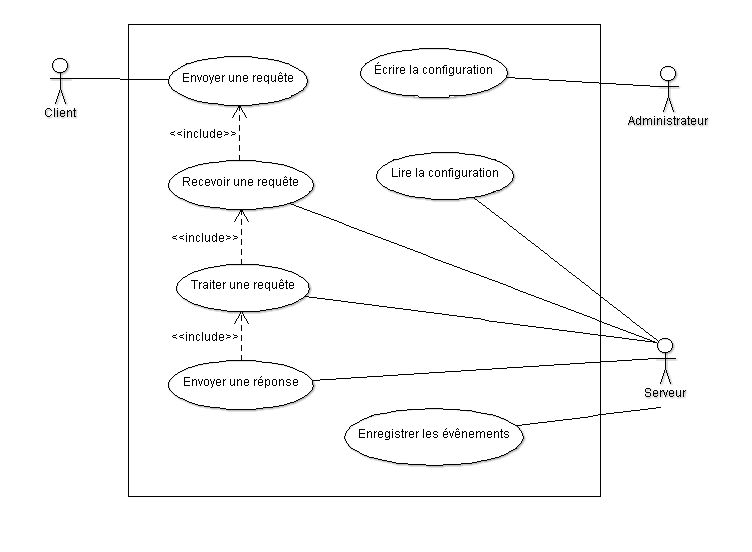 Envoyer une requête
Écrire la configuration
Client
Administrateur
<<include>>
Recevoir une requête
Lire la configuration
<<include>>
Traiter une requête
<<include>>
Envoyer une réponse
Serveur
Enregistrer les évênements